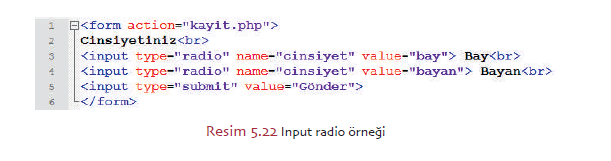 1 <form action="kayit.php">
2 Cinsiyetiniz<br>
3 <input type="radio" name="cinsiyet" value="bay"> Bay<br>
4 <input type="radio" name="cinsiyet" value="bayan"> Bayan<br>
5 <input type="submit" value="Gönder">
6 </form>
Resim 5.22 Input radio örneği